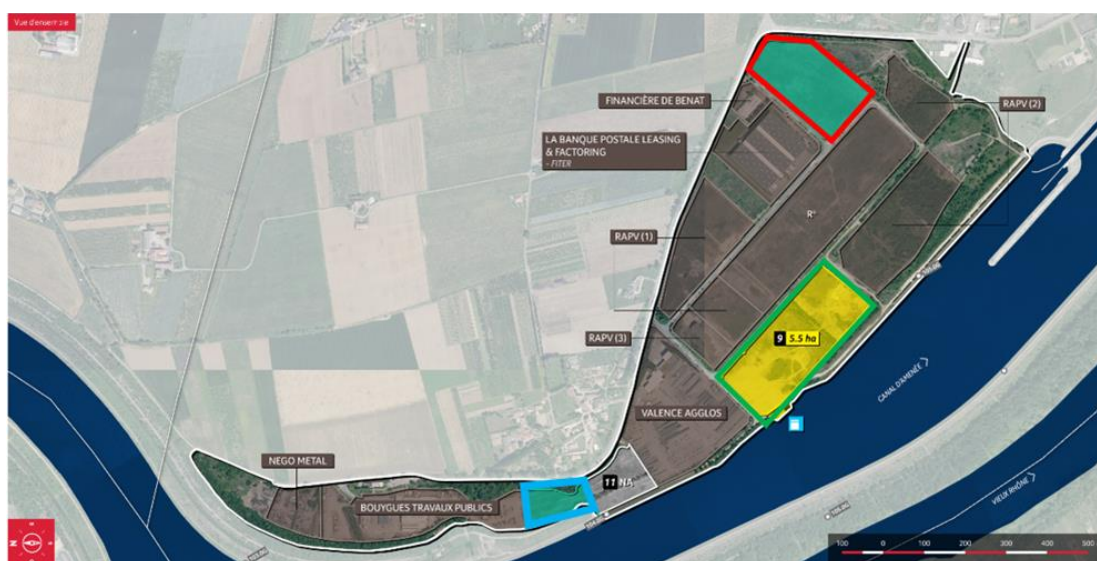 Vue d'ensemble
FINANCIÈRE DE BENAT
LA BANQUE POSTALE LEASING
& FACTORING
- FITER
RAPV (2)
RAPV (1)
RAPV (3)
9 5.5 ha
VALENCE AGGLOS
CANAL D'AMENÉE
VIEUX RHÔNE
NEGO METAL
BOUYGUES TRAVAUX PUBLICS
11 NA
N
100 0 100 200 300 400 500